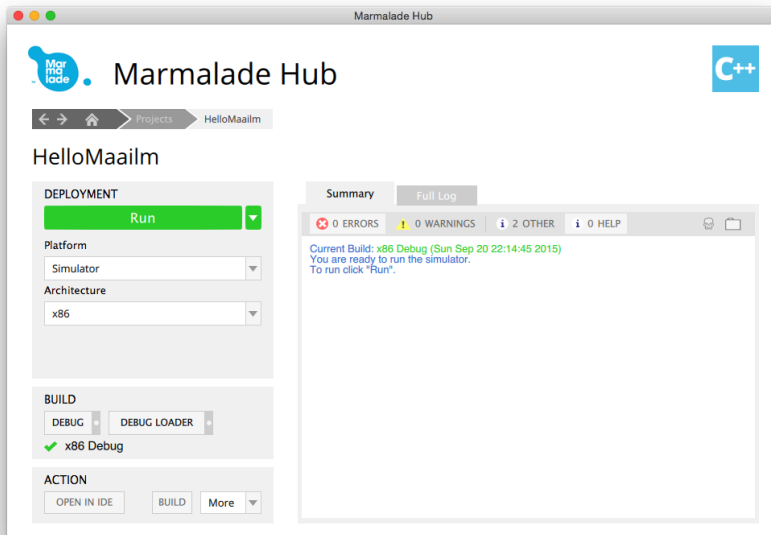 Marmalade Hub
Mar
ma
lade
Marmalade Hub
C++
Projects
HelloMaailm
HelloMaailm
DEPLOYMENT
Run
Platform
Simulator
Architecture
x86
BUILD
DEBUG
DEBUG LOADER
x86 Debug
ACTION
OPEN IN IDE
BUILD
More
Summary
Full Log
0 ERRORS
0 WARNINGS
2 OTHER
0 HELP
Current Build: x86 Debug (Sun Sep 20 22:14:45 2015)
You are ready to run the simulator.
To run click "Run".